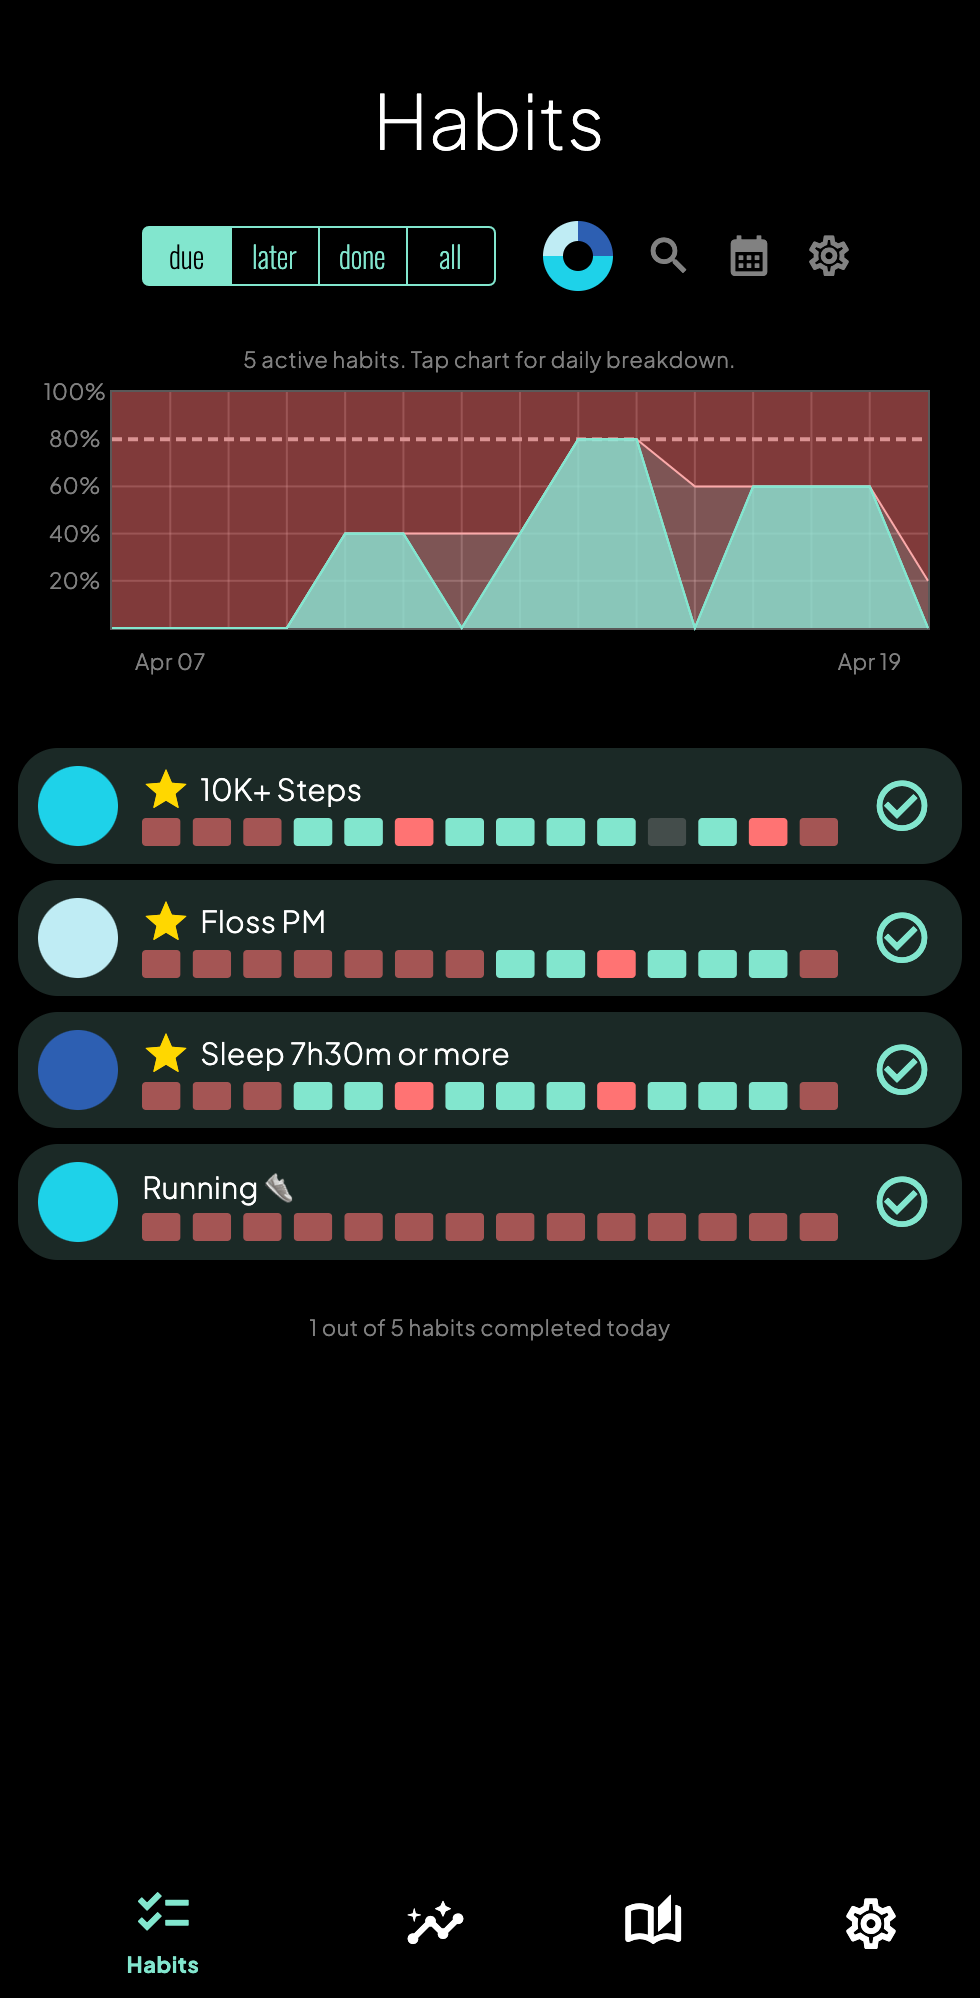 Habits
due later done all
5 active habits. Tap chart for daily breakdown.
100%
80%
60%
40%
20%
Apr 07 Apr 19
10K+ Steps
Floss PM
Sleep 7h30m or more
Running
1 out of 5 habits completed today
Habits